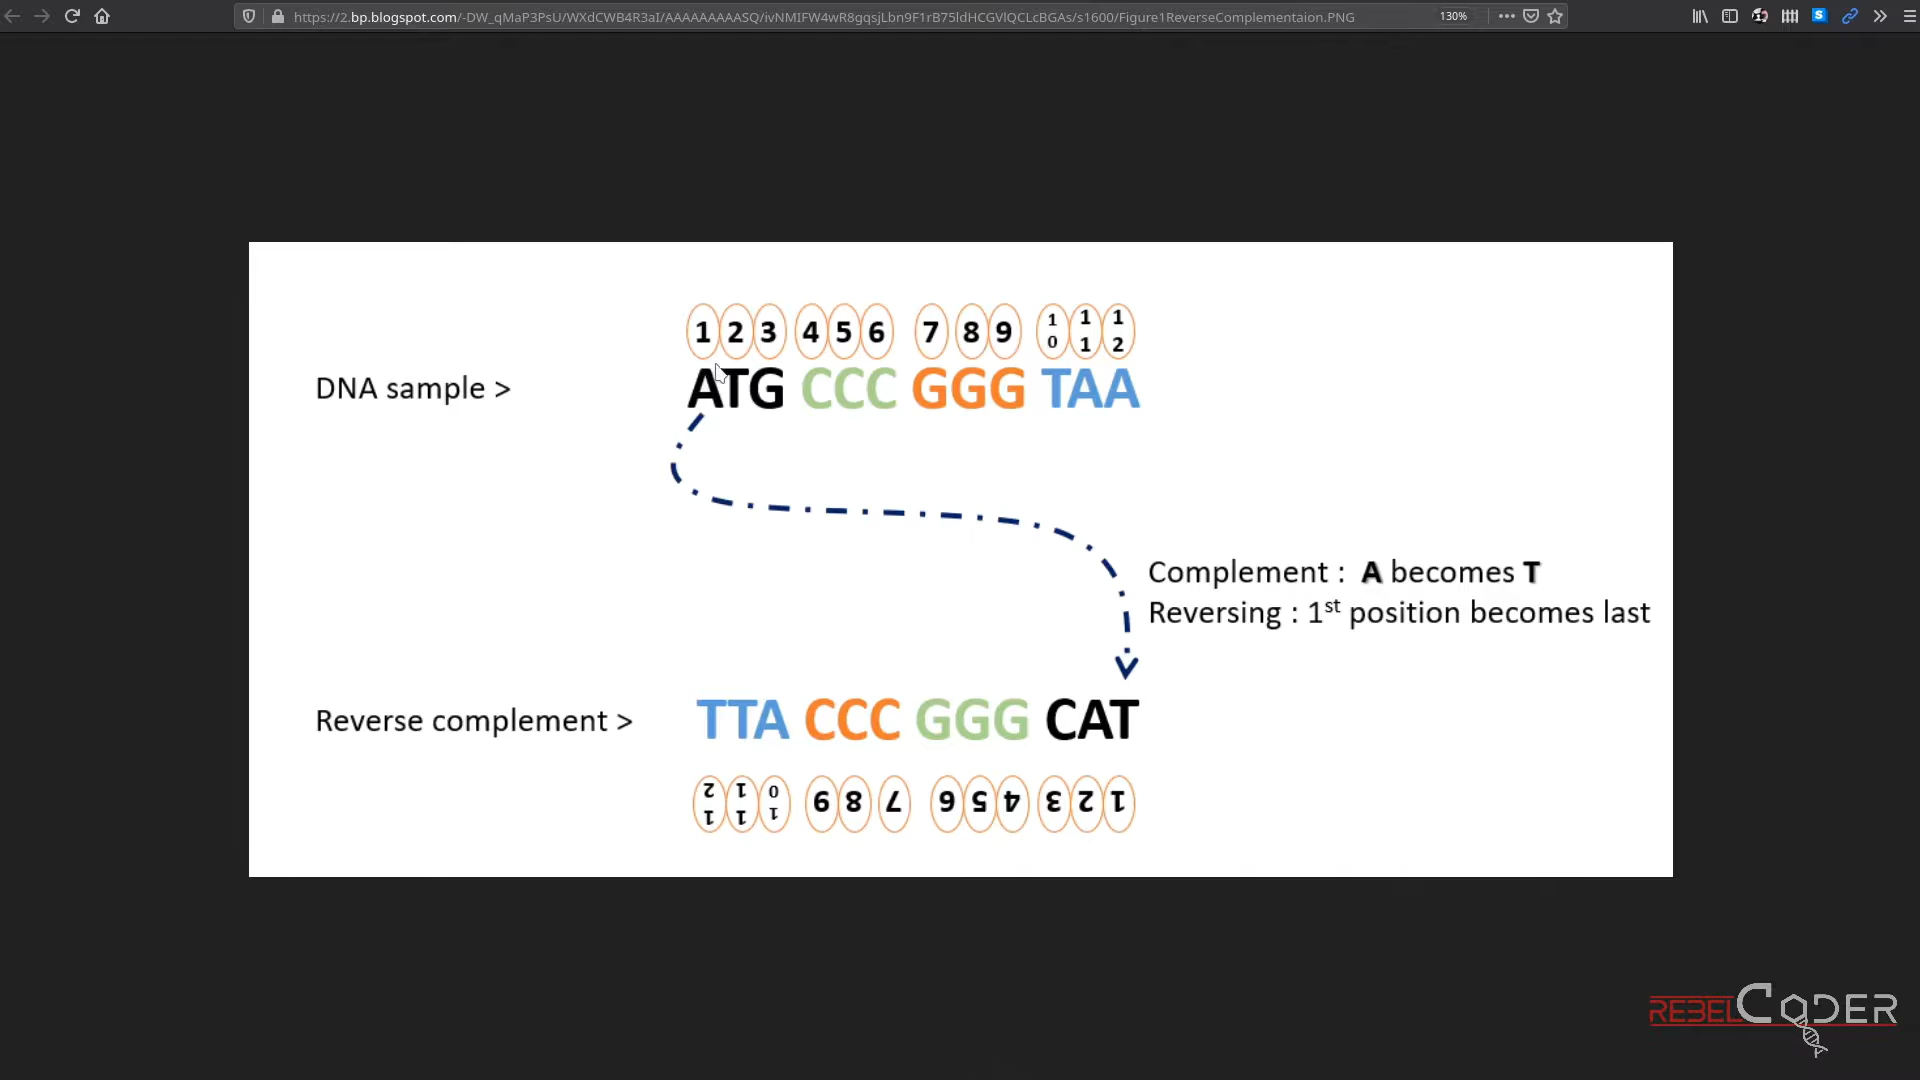 https://2.bp.blogspot.com/-DW_qMaP3PsU/WXdCWB4R3aI/AAAAAAAAASQ/ivNMIFW4wR8gqsjLbn9F1rB75ldHCGVlQCLcBGAs/s1600/Figure1ReverseComplementaion.PNG 130%
1 2 3 4 5 6 7 8 9 10 11 12
DNA sample > ATG CCC GGG TAA
Complement : A becomes T
Reversing : 1st position becomes last
Reverse complement > TTA CCC GGG CAT
12 11 10 9 8 7 6 5 4 3 2 1
REBELCODER